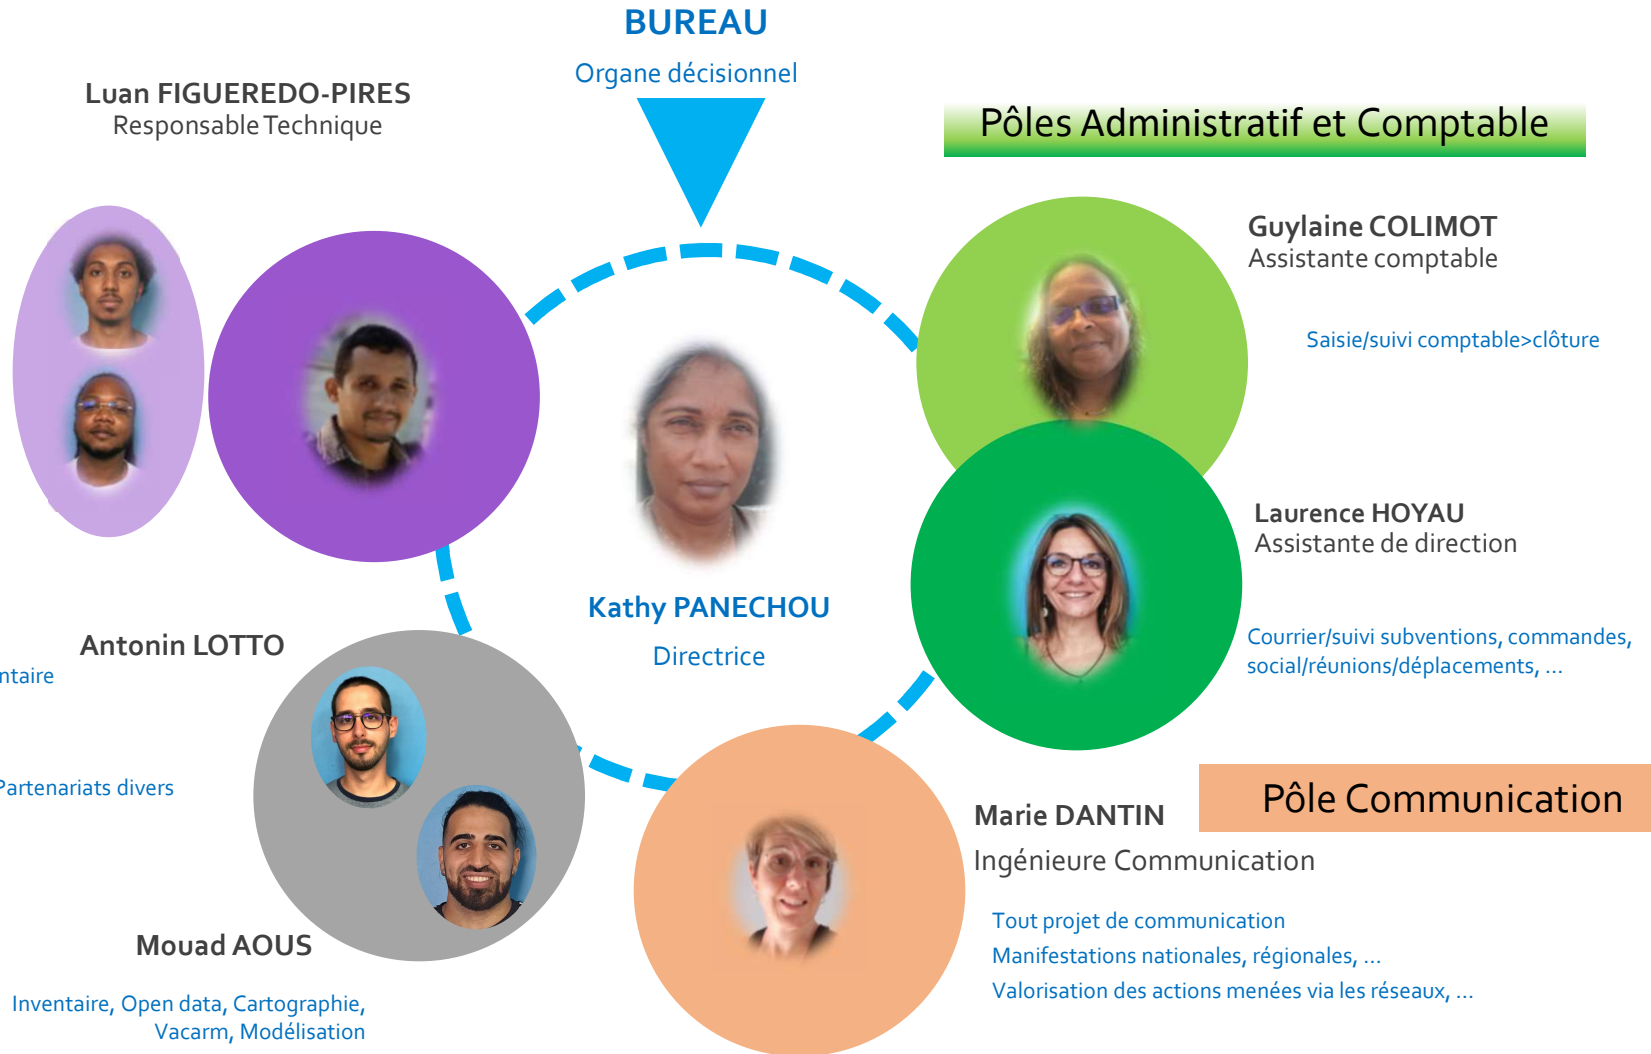 BUREAU
Organe décisionnel
Luan FIGUEREDO-PIRES
Responsable Technique
Pôles Administratif et Comptable
Guylaine COLIMOT
Assistante comptable
Saisie/suivi comptable>clôture
Kathy PANECHOU
Directrice
Laurence HOYAU
Assistante de direction
Courrier/suivi subventions, commandes,
social/réunions/déplacements, ...
Antonin LOTTO
Partenariats divers
Mouad AOUS
Inventaire, Open data, Cartographie,
Vacarm, Modélisation
Pôle Communication
Marie DANTIN
Ingénieure Communication
Tout projet de communication
Manifestations nationales, régionales, ...
Valorisation des actions menées via les réseaux, ...